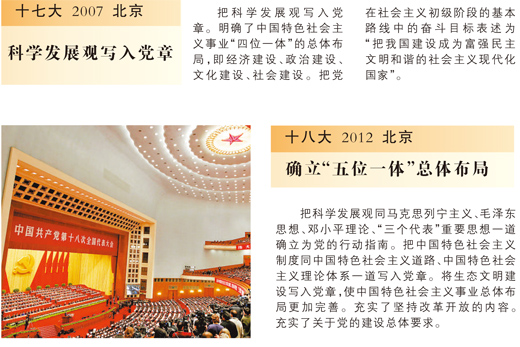 十七大 2007 北京
科学发展观写入党章
把科学发展观写入党
章。明确了中国特色社会主
义事业“四位一体”的总体布
局,即经济建设、政治建设、
文化建设、社会建设。把党
在社会主义初级阶段的基本
路线中的奋斗目标表述为
“把我国建设成为富强民主
文明和谐的社会主义现代化
国家”。
中国共产党第十八次全国代表大会
十八大 2012 北京
确立“五位一体”总体布局
把科学发展观同马克思列宁主义、毛泽东
思想、邓小平理论、“三个代表”重要思想一道
确立为党的行动指南。把中国特色社会主义
制度同中国特色社会主义道路、中国特色社会
主义理论体系一道写入党章。将生态文明建
设写入党章,使中国特色社会主义事业总体布
局更加完善。充实了坚持改革开放的内容。
充实了关于党的建设总体要求。